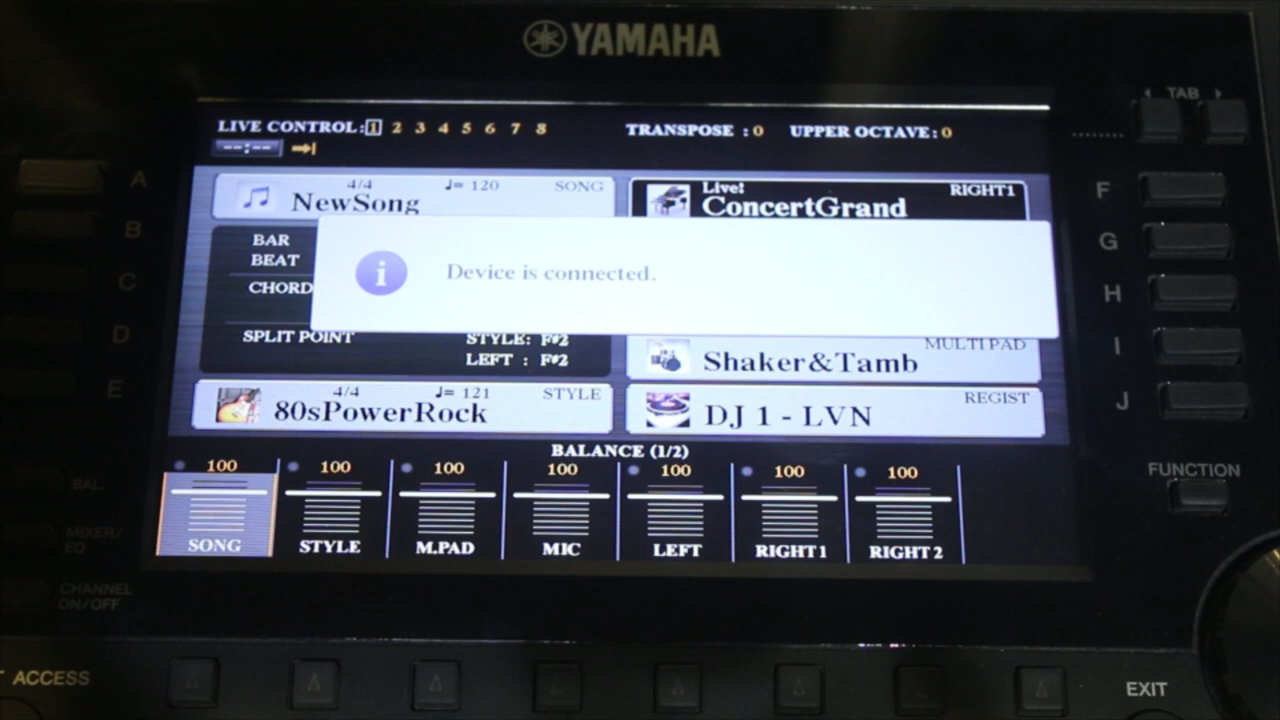 YAMAHA
TAB
LIVE CONTROL: 1 2 3 4 5 6 7 8
TRANSPOSE : 0
UPPER OCTAVE: 0
--:--
A
B
C
D
E
4/4
♩= 120
SONG
NewSong
Live!
RIGHT1
ConcertGrand
BAR
BEAT
CHORD
i
Device is connected.
SPLIT POINT
STYLE: F#2
LEFT : F#2
MULTI PAD
Shaker&Tamb
4/4
♩= 121
STYLE
80sPowerRock
REGIST
DJ 1 - LVN
F
G
H
I
J
FUNCTION
BALANCE (1/2)
100 100 100 100 100 100 100
SONG STYLE M.PAD MIC LEFT RIGHT 1 RIGHT 2
BAL
MIXER/
EQ
CHANNEL
ON/OFF
T ACCESS
EXIT